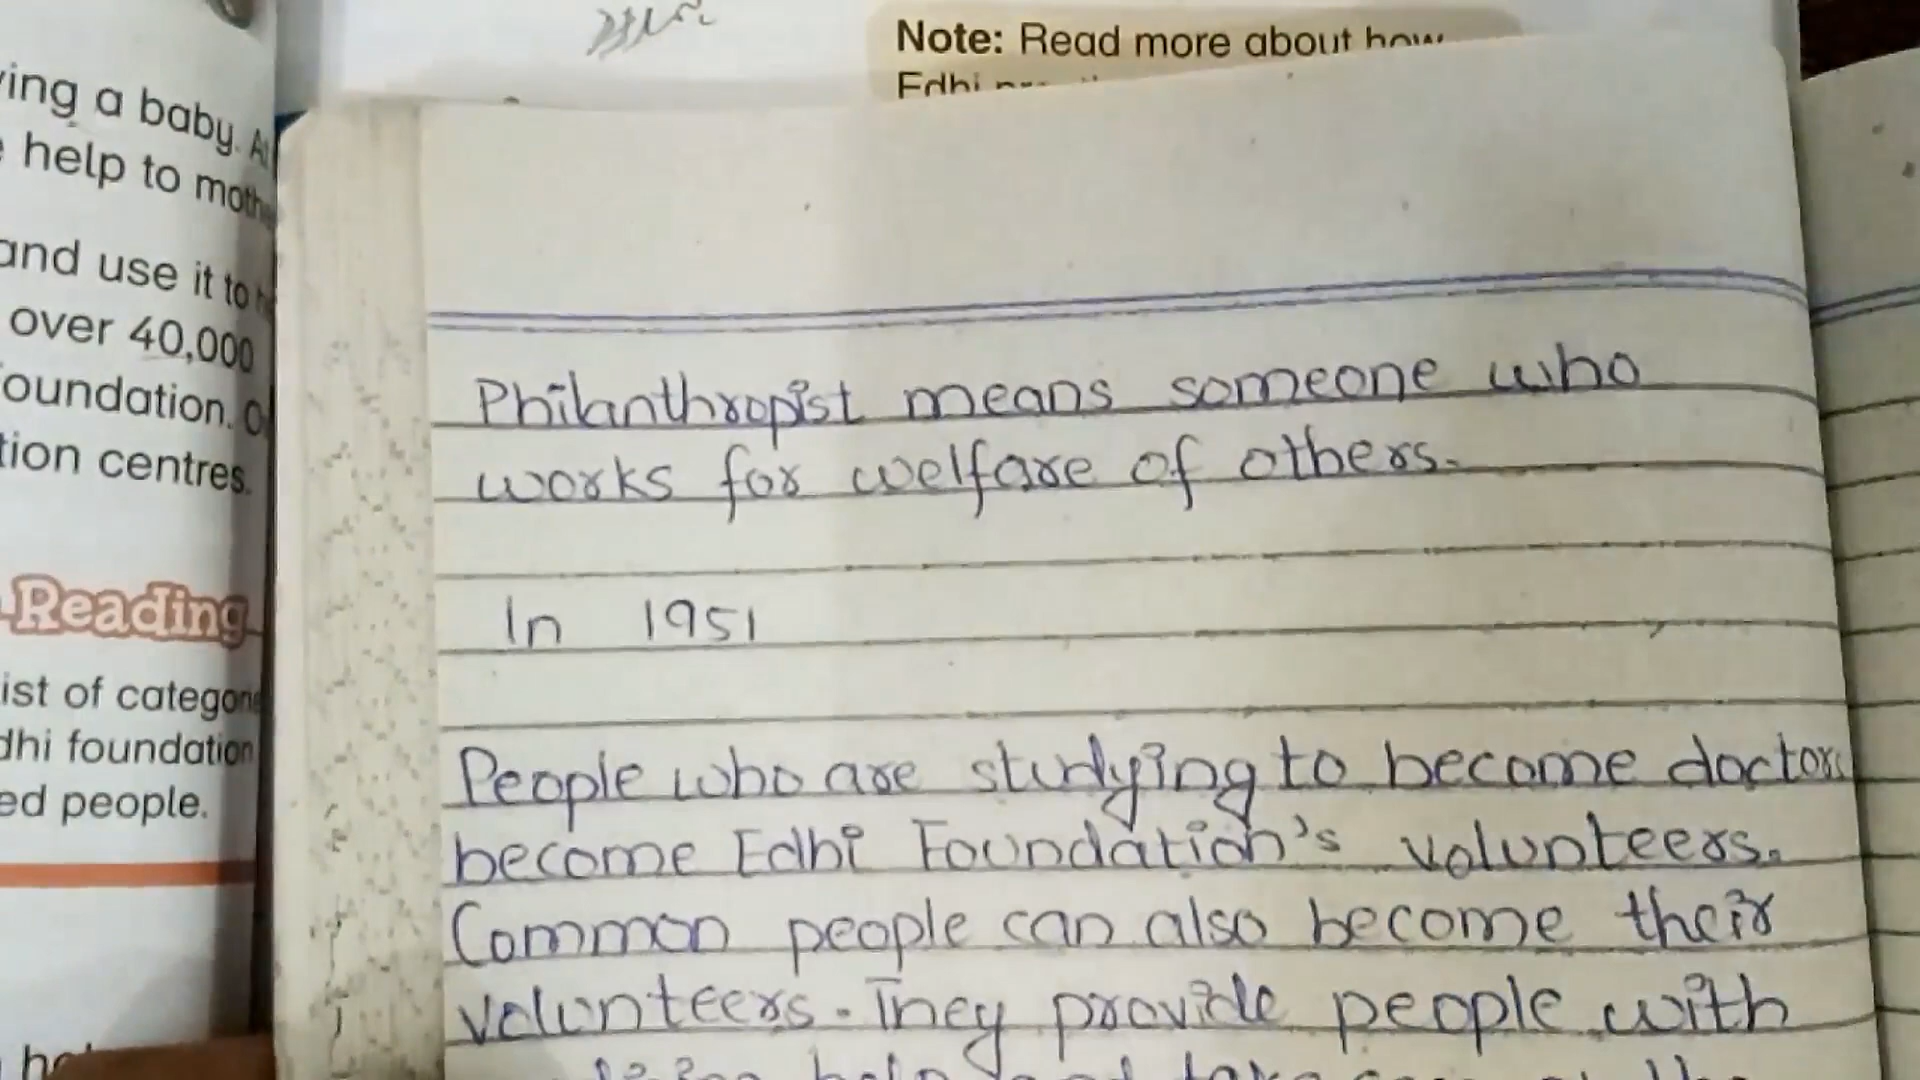 Note: Read more about how
Edhi
ing a baby.
help to
and use it to
over 40,000
oundation.
tion centres.
Reading
ist of
dhi foundation
ed people.
Philanthropist means someone who
works for welfare of others.
In 1951
People who are studying to become doctors
become Edhi Foundation's volunteers.
Common people can also become their
volunteers. They provide people with